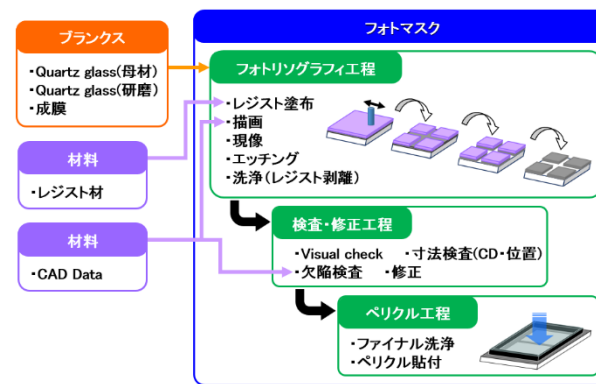 ブランクス
・Quartz glass(母材)
・Quartz glass(研磨)
・成膜
材料
・レジスト材
材料
・CAD Data
フォトマスク
フォトリソグラフィ工程
・レジスト塗布
・描画
・現像
・エッチング
・洗浄(レジスト剥離)
検査・修正工程
・Visual check ・寸法検査(CD・位置)
・欠陥検査 ・修正
ペリクル工程
・ファイナル洗浄
・ペリクル貼付